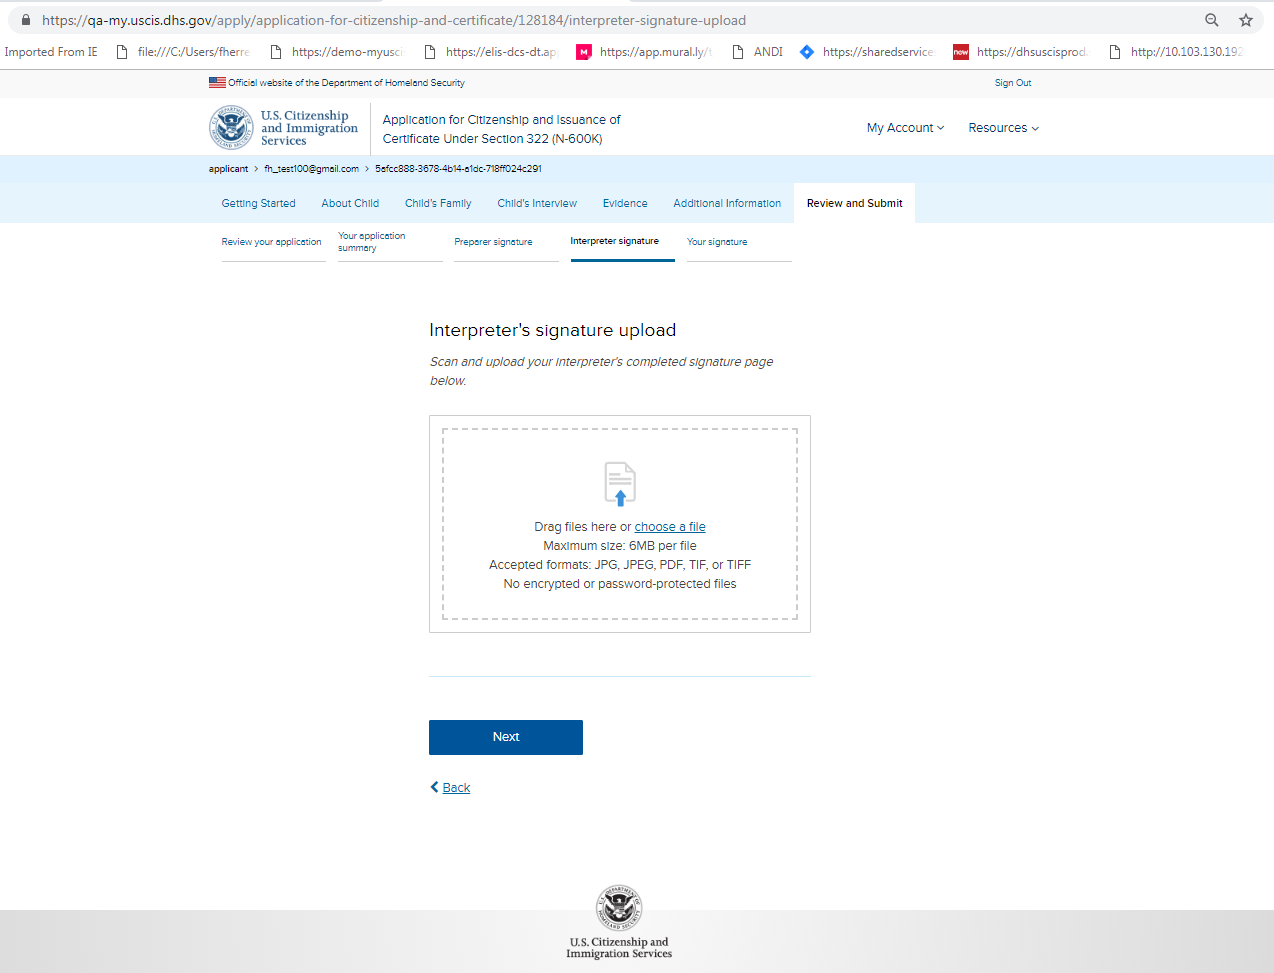 https://qa-my.uscis.dhs.gov/apply/application-for-citizenship-and-certificate/128184/interpreter-signature-upload
Imported From IE file:///C:/Users/fherre https://demo-myusci https://elis-dcs-dt.ap https://app.mural.ly/t ANDI https://sharedservice https://dhsuscisprod. http://10.103.130.192
Official website of the Department of Homeland Security Sign Out
U.S. Citizenship
and Immigration
Services
Application for Citizenship and Issuance of
Certificate Under Section 322 (N-600K)
My Account Resources
applicant > fh_test100@gmail.com > 5afcc888-3678-4b14-a1dc-718ff024c291
Getting Started About Child Child's Family Child's Interview Evidence Additional Information Review and Submit
Review your application
Your application
summary
Preparer signature Interpreter signature Your signature
Interpreter's signature upload
Scan and upload your interpreter's completed signature page
below.
Drag files here or choose a file
Maximum size: 6MB per file
Accepted formats: JPG, JPEG, PDF, TIF, or TIFF
No encrypted or password-protected files
Next
Back
U.S. Citizenship and
Immigration Services